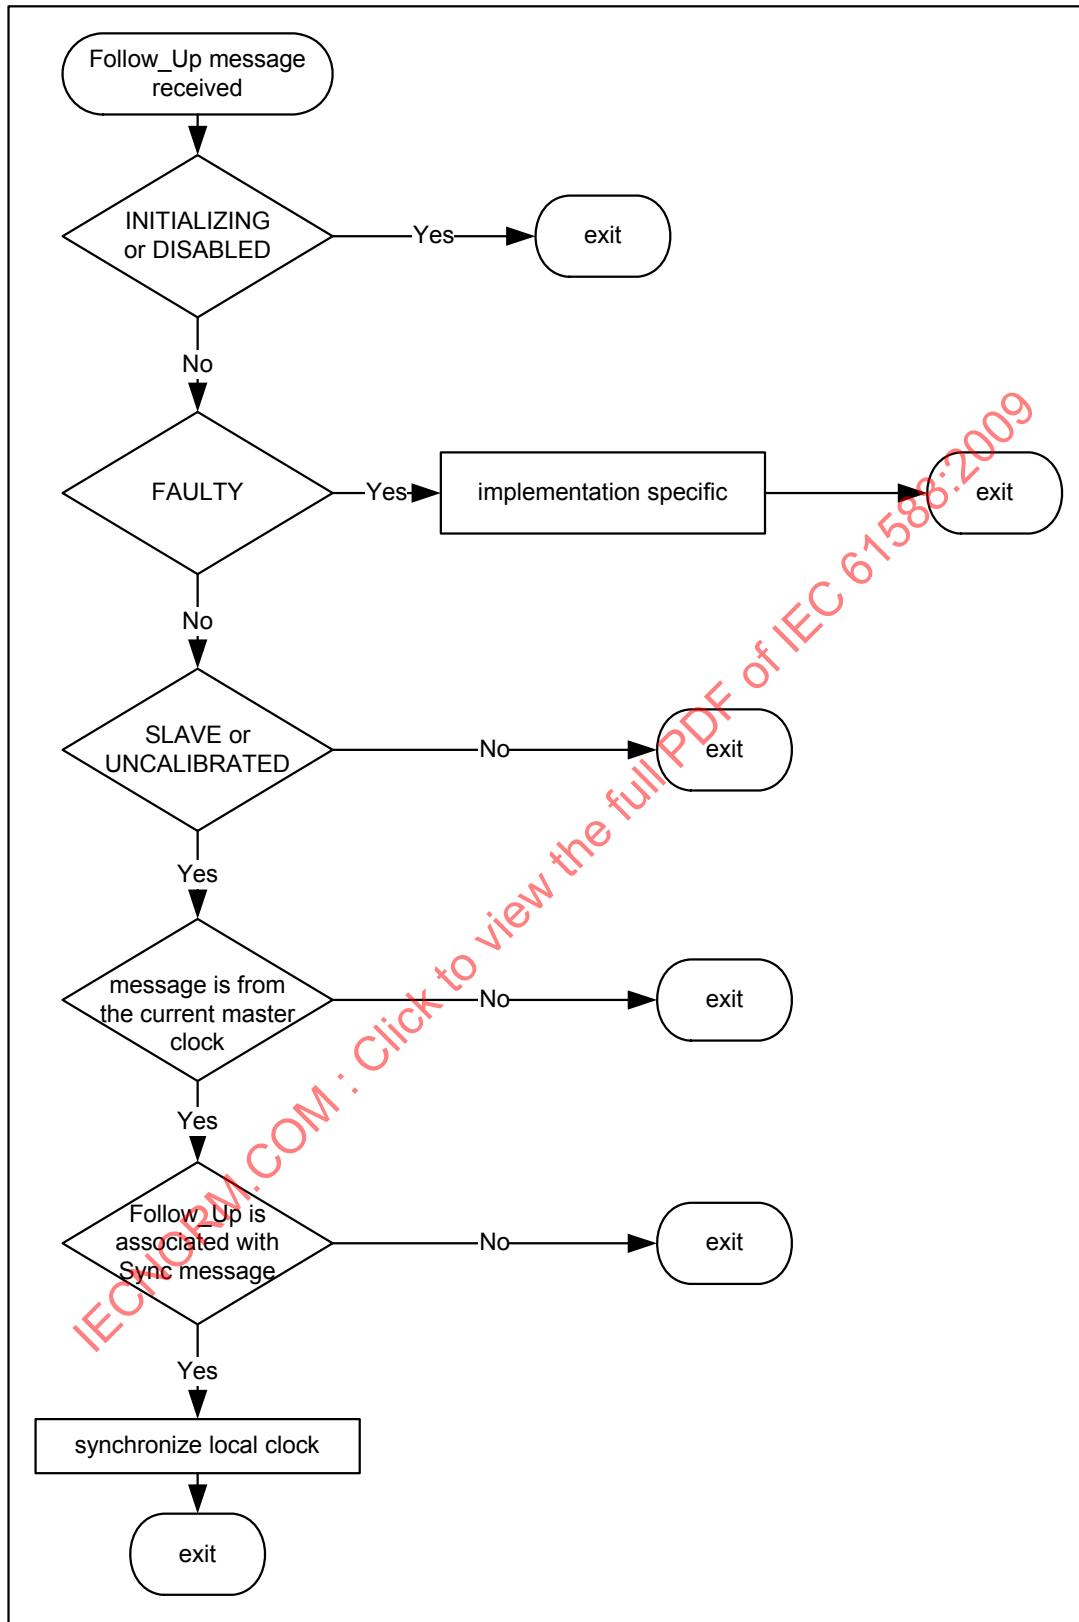 Follow_Up message
received
INITIALIZING
or DISABLED
Yes
exit
No
FAULTY
Yes
implementation specific
exit
No
SLAVE or
UNCALIBRATED
No
exit
Yes
message is from
the current master
clock
No
exit
Yes
Follow_Up is
associated with
Sync message
No
exit
Yes
synchronize local clock
exit
IECNORM.COM : Click to view the full PDF of IEC 61588:2009